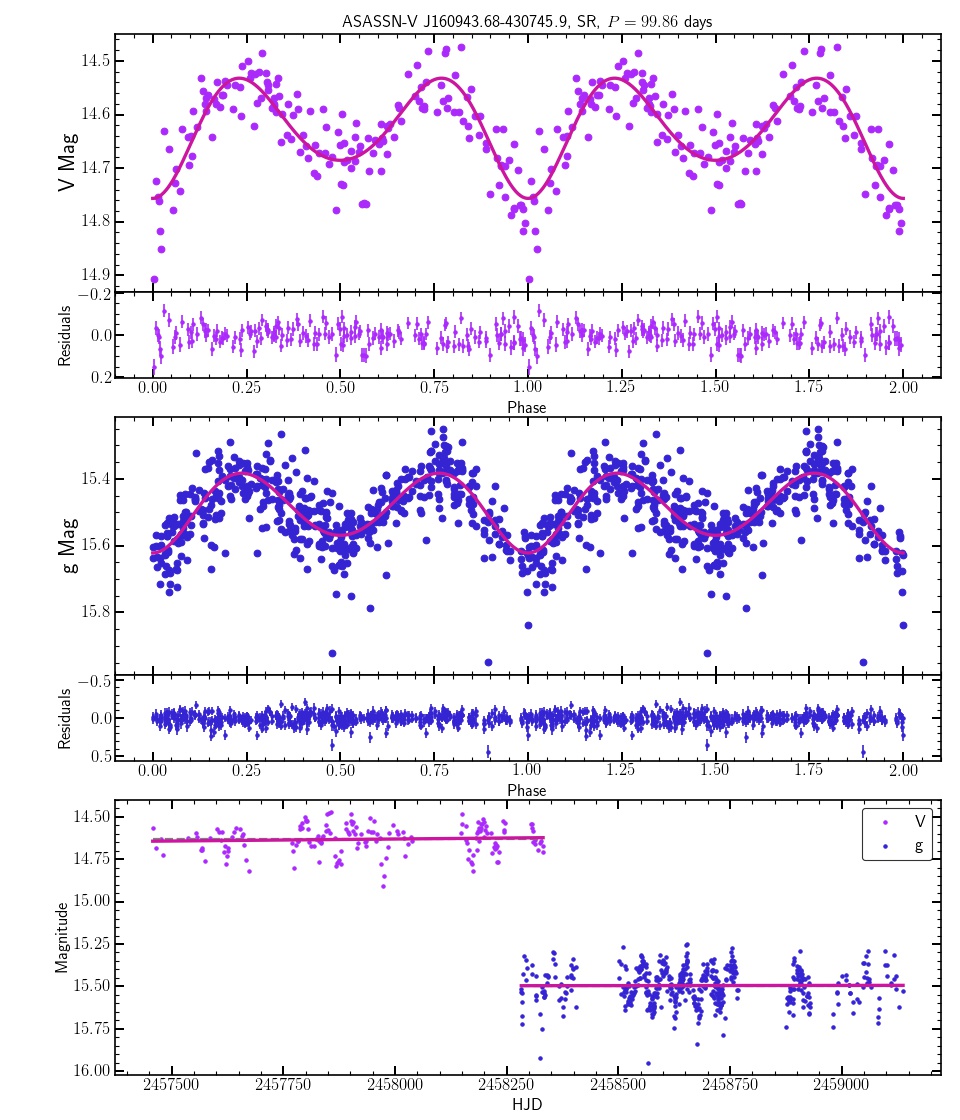 ASASSN-V J160943.68-430745.9, SR, P = 99.86 days
14.5
14.6
14.7
14.8
14.9
V Mag
−0.2
0.0
0.2
Residuals
0.00 0.25 0.50 0.75 1.00 1.25 1.50 1.75 2.00
Phase
15.4
15.6
15.8
g Mag
−0.5
0.0
0.5
Residuals
0.00 0.25 0.50 0.75 1.00 1.25 1.50 1.75 2.00
Phase
14.50
14.75
15.00
15.25
15.50
15.75
16.00
Magnitude
V
g
2457500 2457750 2458000 2458250 2458500 2458750 2459000
HJD